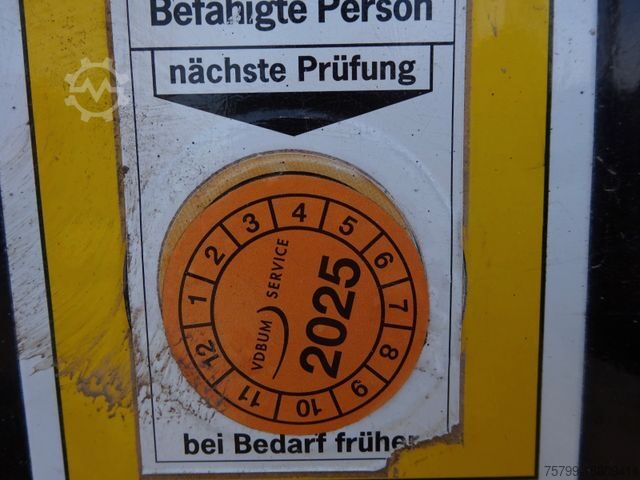 Befähigte Person
nächste Prüfung
1 2 3 4 5 6 7 8 9 10 11 12
VDBUM SERVICE
2025
bei Bedarf früher